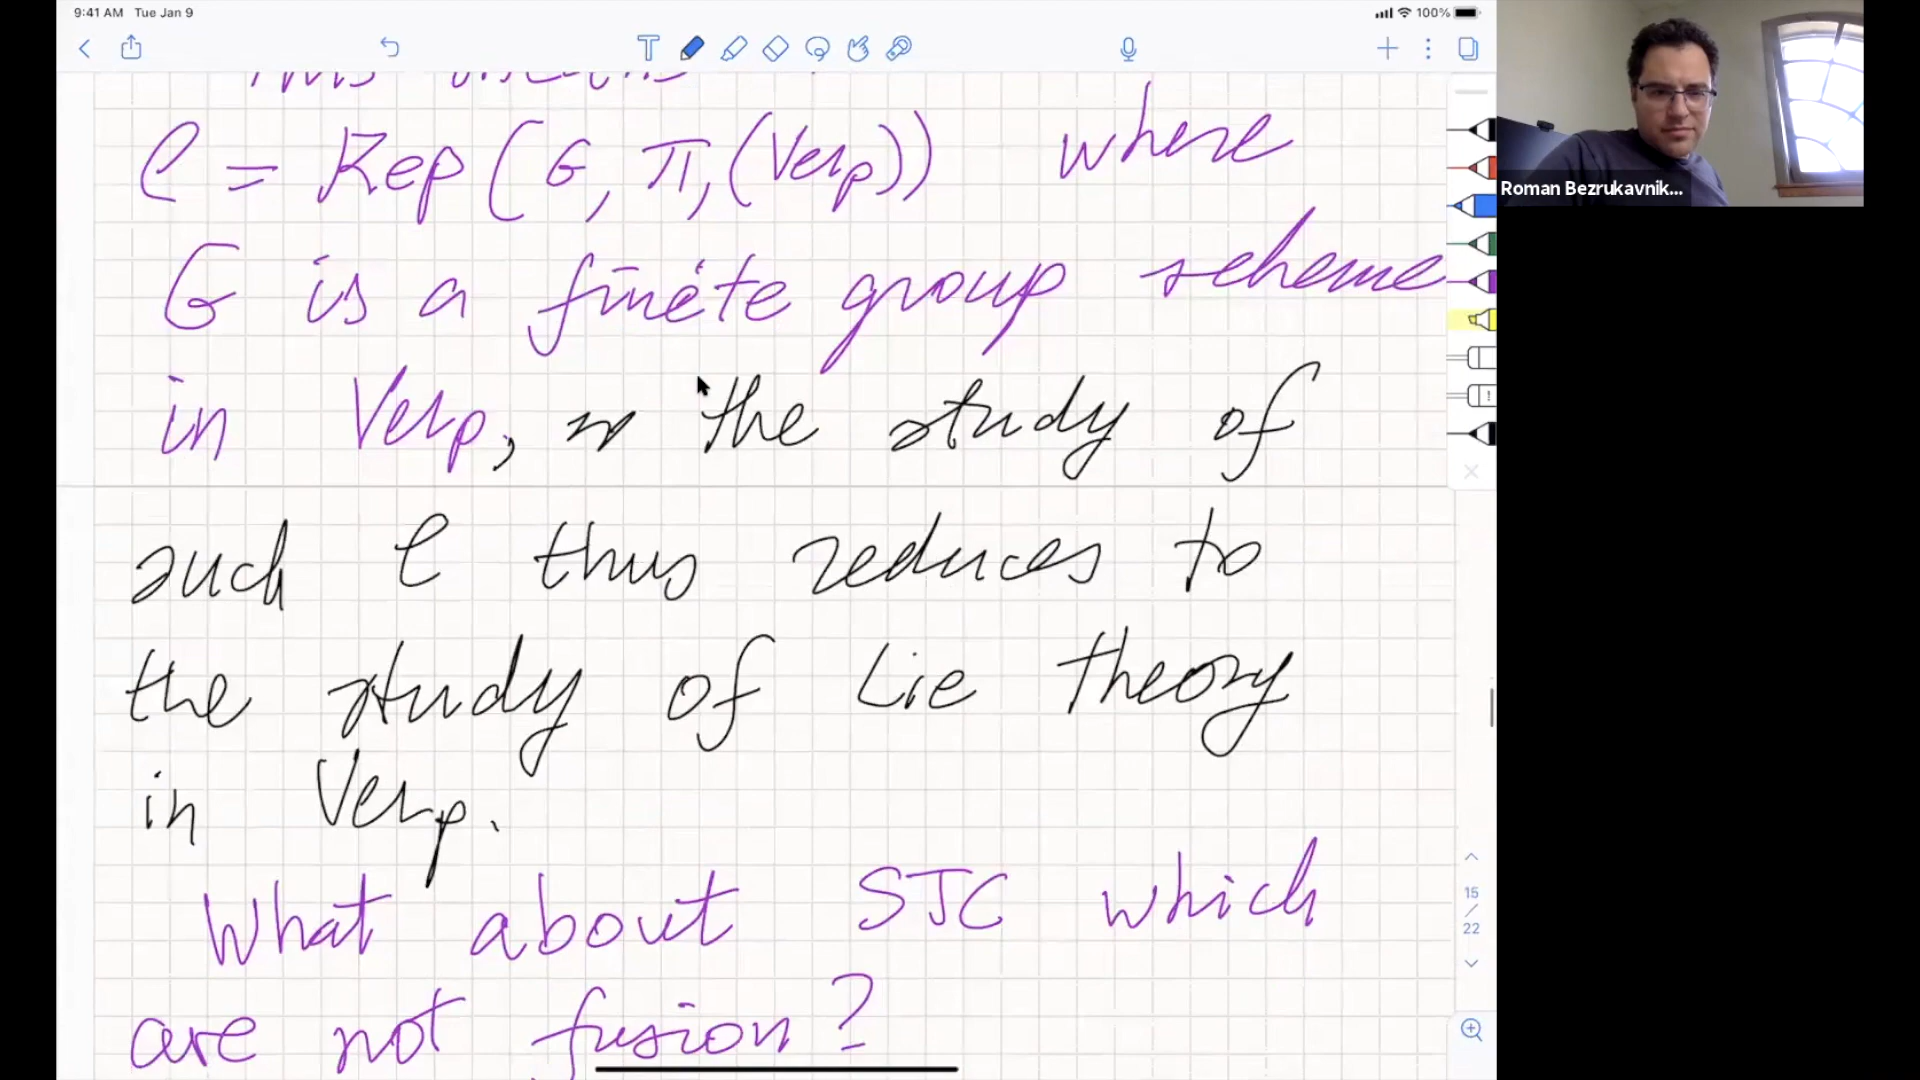 9:41 AM Tue Jan 9
100%
C = Rep(G, π₁(Verp)) where
G is a finite group scheme
in Verp, the study of
such C thus reduces to
the study of Lie theory
in Verp.
What about STC which
are not fusion?
15
/
22
Roman Bezrukavnik...